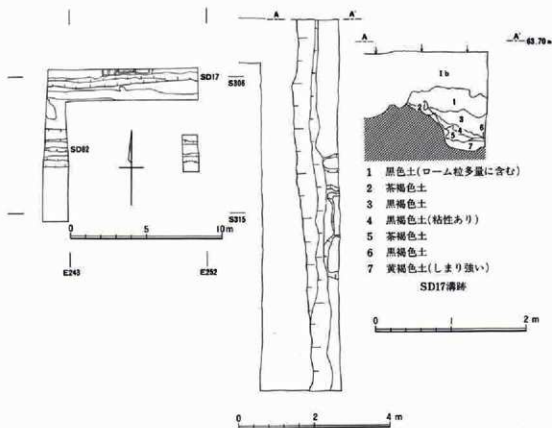 SD17
S306
SD82
S315
0 5 10m
E243 E252
A A'
0 2 4 m
A A' 63.70m
Ib
1
2
3
4
5
6
7
1 黒色土(ローム粒多量に含む)
2 茶褐色土
3 黒褐色土
4 黒褐色土(粘性あり)
5 茶褐色土
6 黒褐色土
7 黄褐色土(しまり強い)
SD17溝跡
0 1 2 m